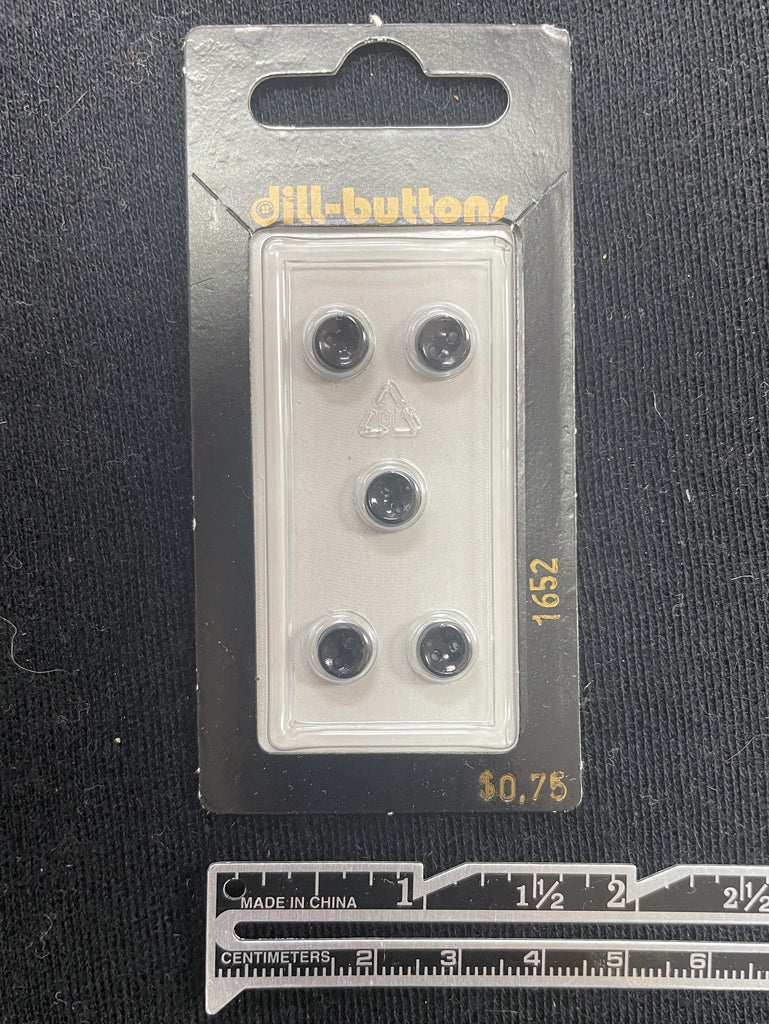 dill-buttons
1652
$0,75
1 1½ 2 2½
MADE IN CHINA
CENTIMETERS 2 3 4 5 6